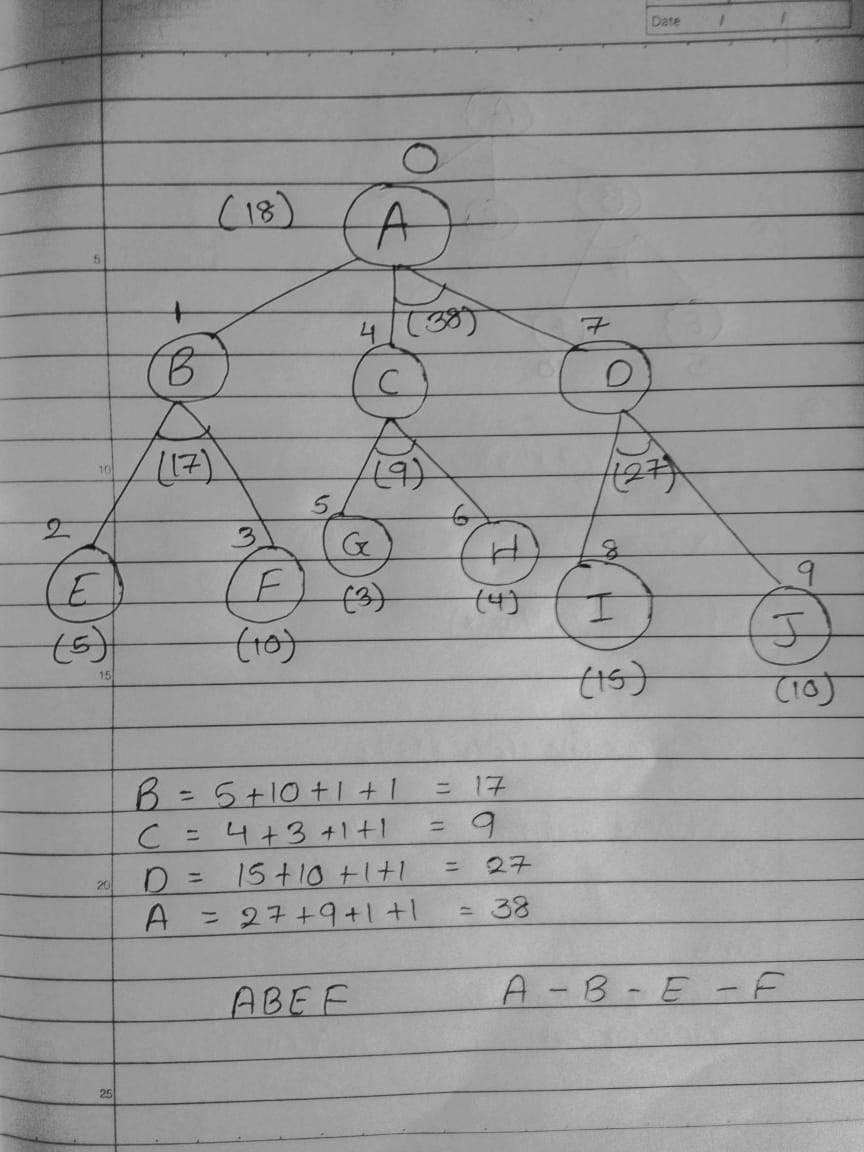 Date / /
0
(18) A
5
1
4 (38) 7
B C D
10 (17) (9) (27)
2 3 5 6 8 9
G H
E F I J
(3) (4)
(5) (10)
15 (15) (10)
B = 5+10+1+1 = 17
C = 4+3+1+1 = 9
20 D = 15+10+1+1 = 27
A = 27+9+1+1 = 38
ABEF A - B - E - F
25